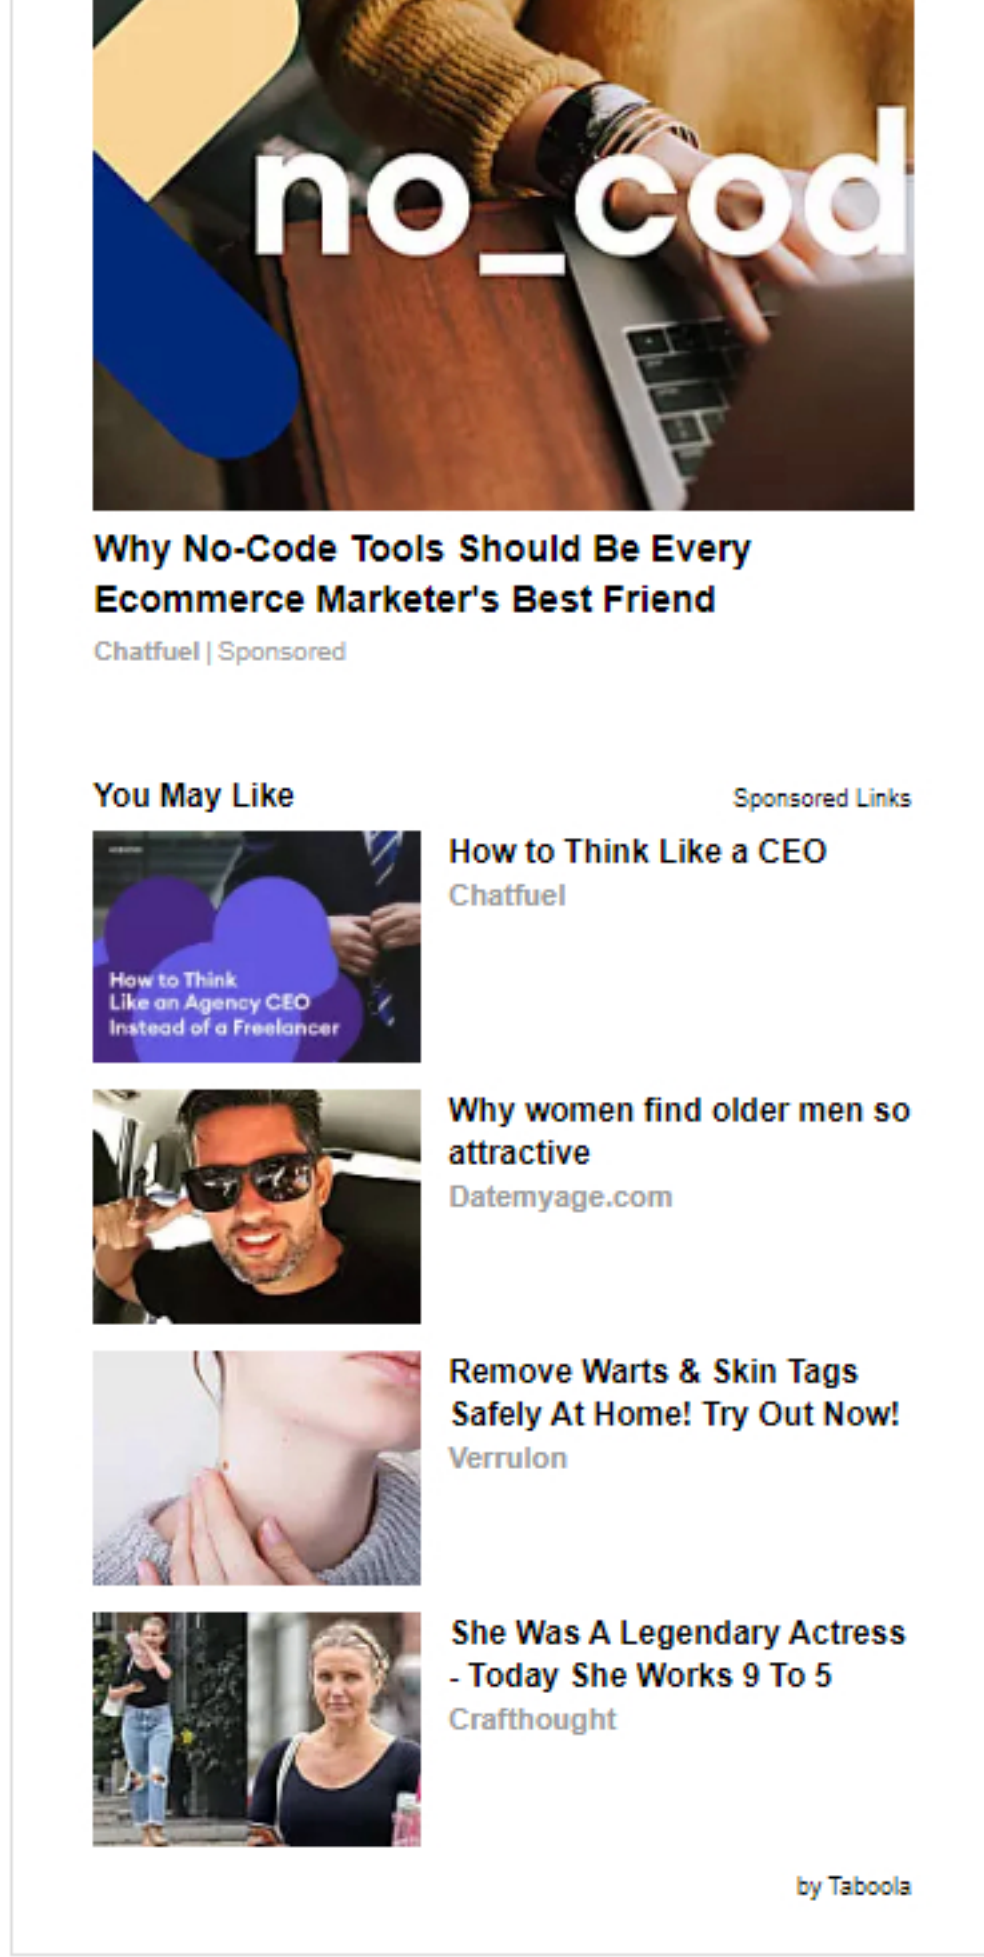 no_cod
Why No-Code Tools Should Be Every
Ecommerce Marketer's Best Friend
Chatfuel | Sponsored
You May Like
Sponsored Links
How to Think
Like an Agency CEO
Instead of a Freelancer
How to Think Like a CEO
Chatfuel
Why women find older men so
attractive
Datemyage.com
Remove Warts & Skin Tags
Safely At Home! Try Out Now!
Verrulon
She Was A Legendary Actress
- Today She Works 9 To 5
Crafthought
by Taboola